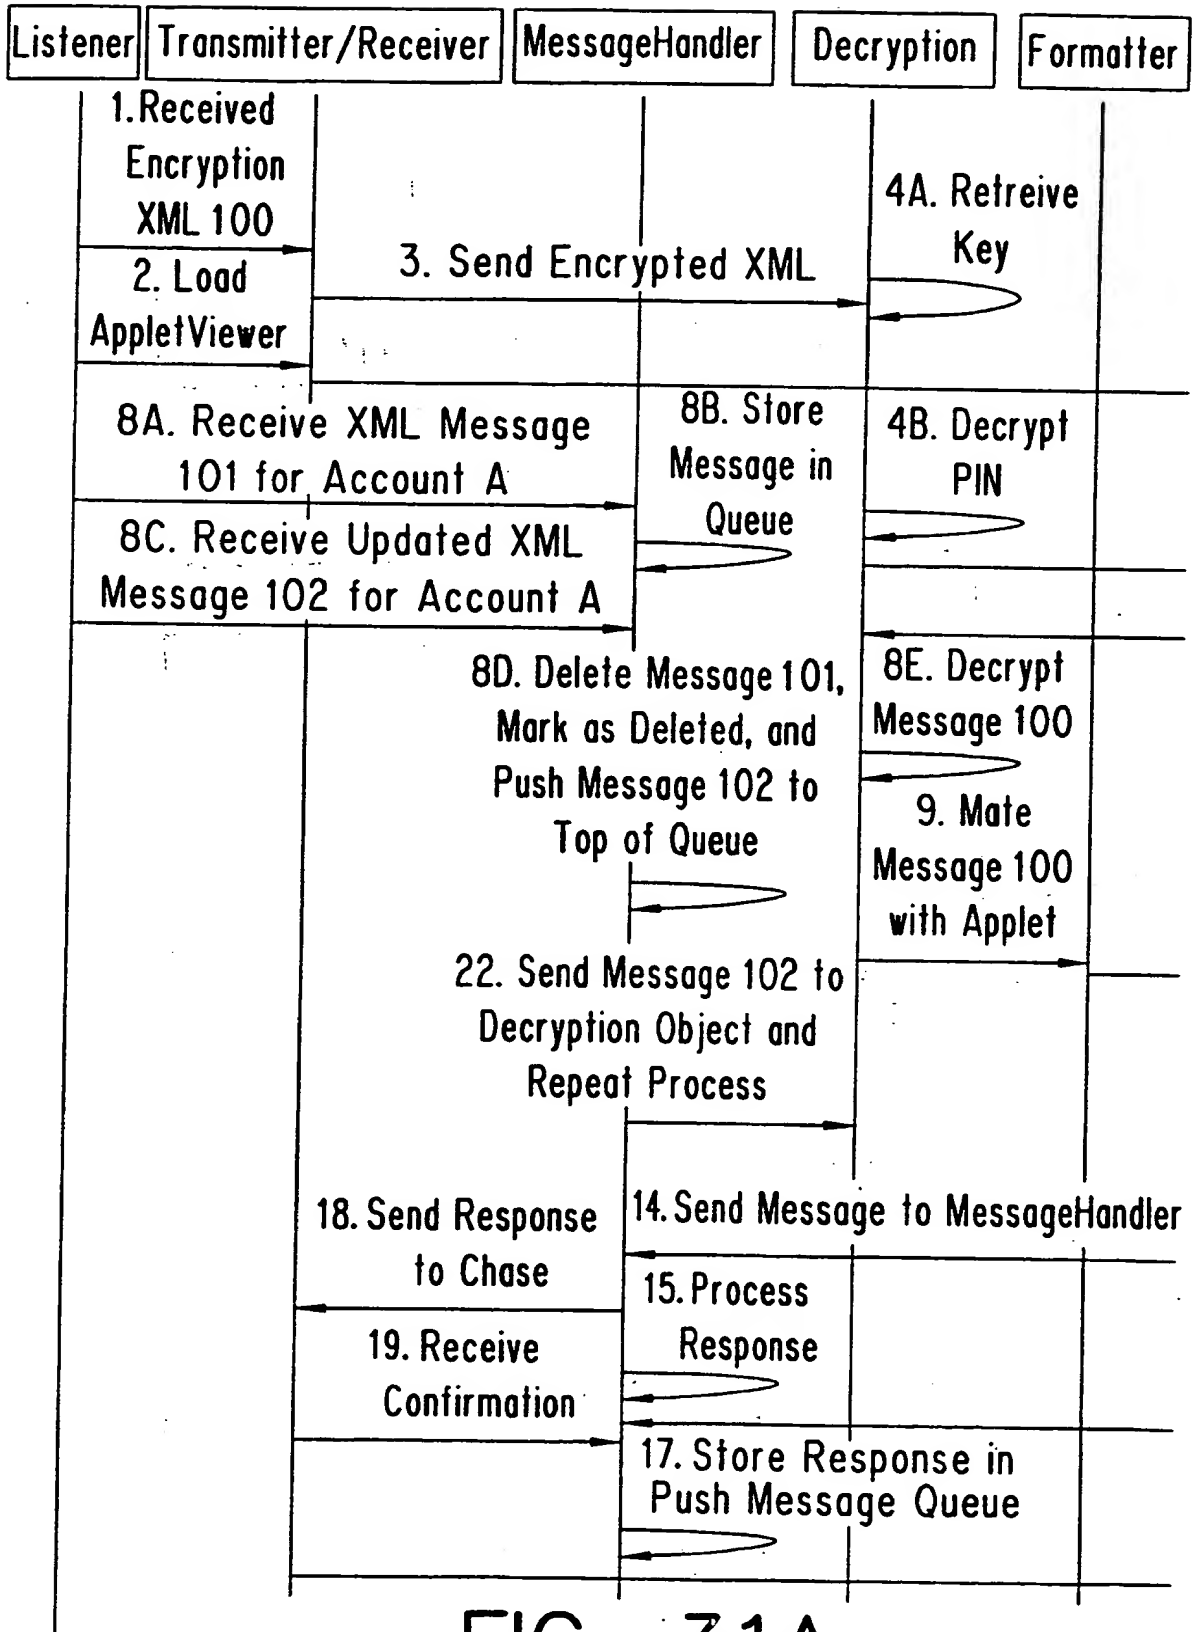 Listener
Transmitter/Receiver
MessageHandler
Decryption
Formatter
1. Received
Encryption
XML 100
2. Load
AppletViewer
3. Send Encrypted XML
4A. Retreive
Key
8A. Receive XML Message
101 for Account A
8B. Store
Message in
Queue
4B. Decrypt
PIN
8C. Receive Updated XML
Message 102 for Account A
8D. Delete Message 101,
Mark as Deleted, and
Push Message 102 to
Top of Queue
8E. Decrypt
Message 100
9. Mate
Message 100
with Applet
22. Send Message 102 to
Decryption Object and
Repeat Process
18. Send Response
to Chase
14. Send Message to MessageHandler
15. Process
Response
19. Receive
Confirmation
17. Store Response in
Push Message Queue
FIG. 31A